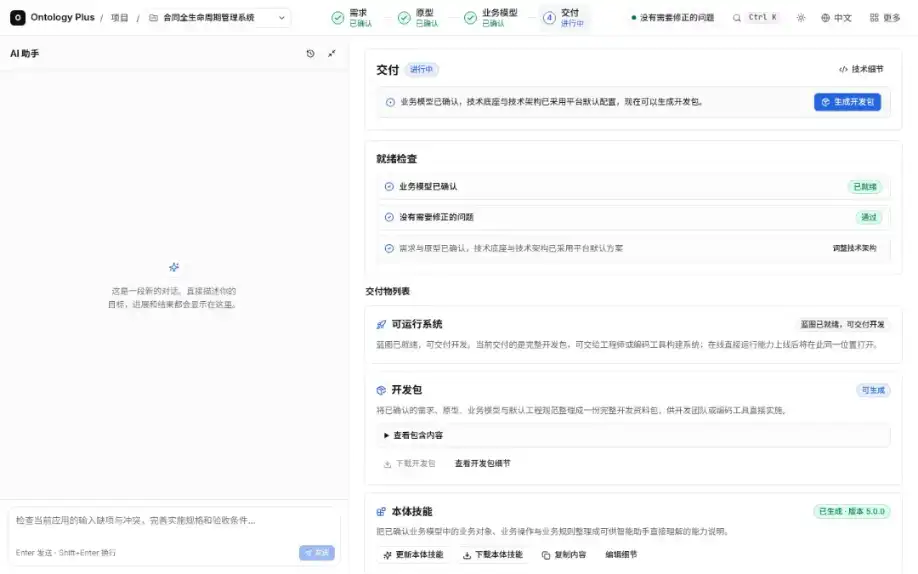 Ontology Plus / 项目 / 合同全生命周期管理系统
需求 已确认
原型 已确认
业务模型 已确认
4 交付 进行中
没有需要修正的问题
Ctrl K
中文
更多
AI 助手
这是一段新的对话。直接描述你的
目标，进展和结果都会显示在这里。
检查当前应用的输入缺项与冲突、完善实施规格和验收条件...
Enter 发送 · Shift+Enter 换行
发送
交付 进行中
技术细节
业务模型已确认，技术底座与技术架构已采用平台默认配置，现在可以生成开发包。
生成开发包
就绪检查
业务模型已确认 已就绪
没有需要修正的问题 通过
需求与原型已确认，技术底座与技术架构已采用平台默认方案 调整技术架构
交付物列表
可运行系统 蓝图已就绪，可交付开发
蓝图已就绪，可交付开发。当前交付的是完整开发包，可交给工程师或编码工具构建系统；在线直接运行能力上线后将在此同一位置打开。
开发包 可生成
将已确认的需求、原型、业务模型与默认工程规范整理成一份完整开发资料包，供开发团队或编码工具直接实施。
查看包含内容
下载开发包 查看开发包细节
本体技能 已生成 · 版本 5.0.0
把已确认业务模型中的业务对象、业务操作与业务规则整理成可供智能助手直接理解的能力说明。
更新本体技能 下载本体技能 复制内容 编辑细节